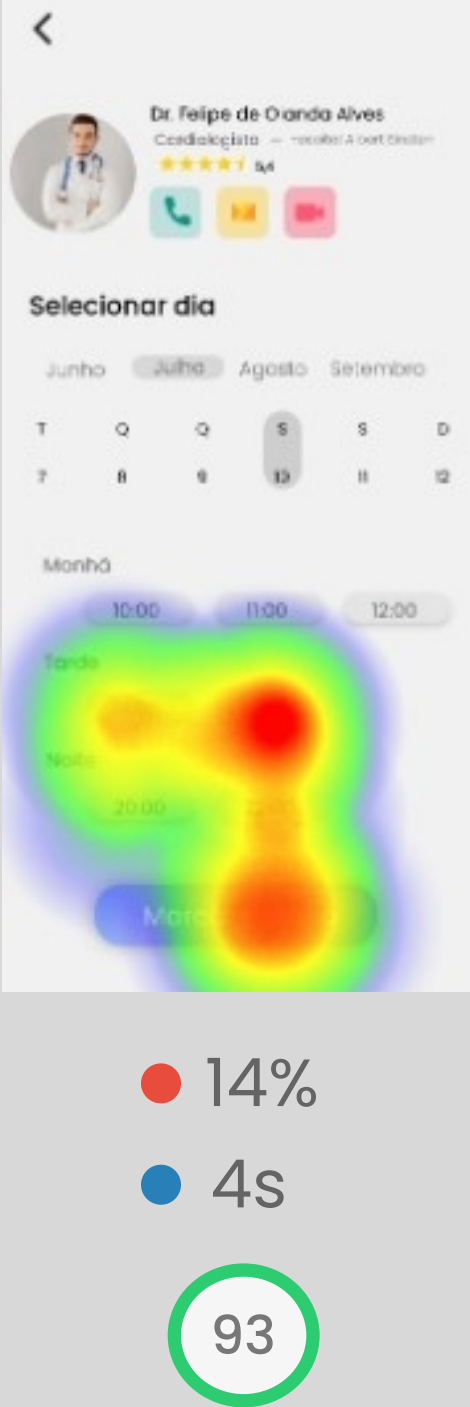 Dr. Felipe de Olanda Alves
Cardiologista –
Selecionar dia
Junho Julho Agosto Setembro
T Q Q S S D
7 8 9 10 11 12
Manhã
10:00 11:00 12:00
Tarde
Noite
20:00
14%
4s
93